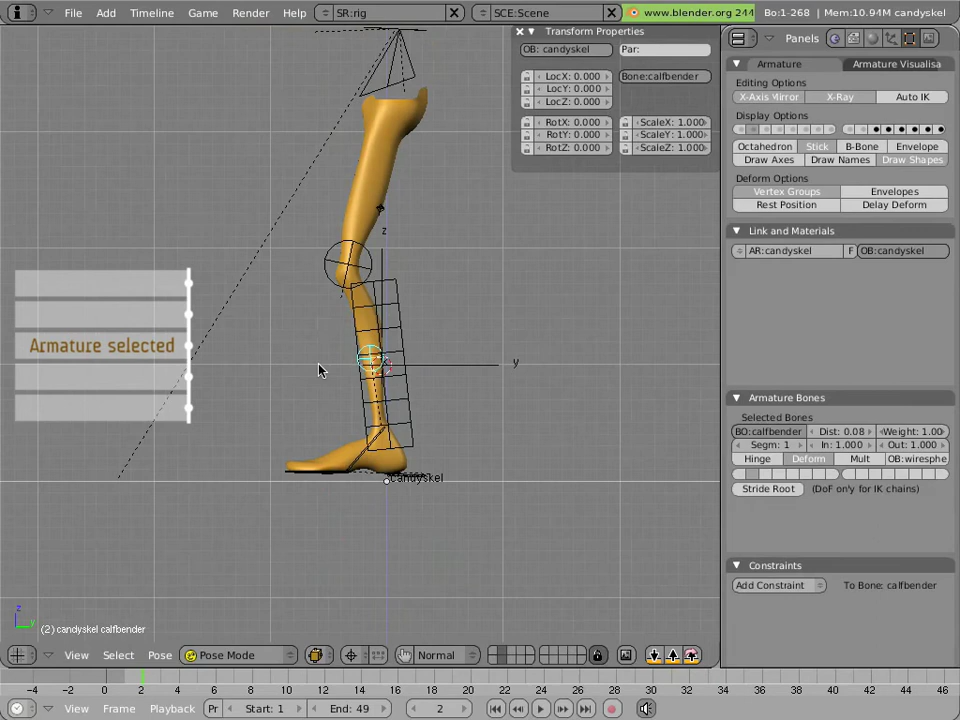 File Add Timeline Game Render Help SR:rig SCE:Scene www.blender.org 244 Bo:1-268 | Mem:10.94M candyskel
Transform Properties
OB: candyskel Par:
LocX: 0.000 Bone:calfbender
LocY: 0.000
LocZ: 0.000
RotX: 0.000 ScaleX: 1.000
RotY: 0.000 ScaleY: 1.000
RotZ: 0.000 ScaleZ: 1.000
Panels
Armature Armature Visualisa
Editing Options
X-Axis Mirror X-Ray Auto IK
Display Options
Octahedron Stick B-Bone Envelope
Draw Axes Draw Names Draw Shapes
Deform Options
Vertex Groups Envelopes
Rest Position Delay Deform
Link and Materials
AR:candyskel F OB:candyskel
Armature Bones
Selected Bones
BO:calfbender Dist: 0.08 Weight: 1.00
Segm: 1 In: 1.000 Out: 1.000
Hinge Deform Mult OB:wiresphe
Stride Root (DoF only for IK chains)
Constraints
Add Constraint To Bone: calfbender
z
y
Armature selected
candyskel
z
y
(2) candyskel calfbender
View Select Pose Pose Mode Normal
-4 -2 0 2 4 6 8 10 12 14 16 18 20 22 24 26 28 30 32 34 36 38 40 42 44 46
View Frame Playback Pr Start: 1 End: 49 2